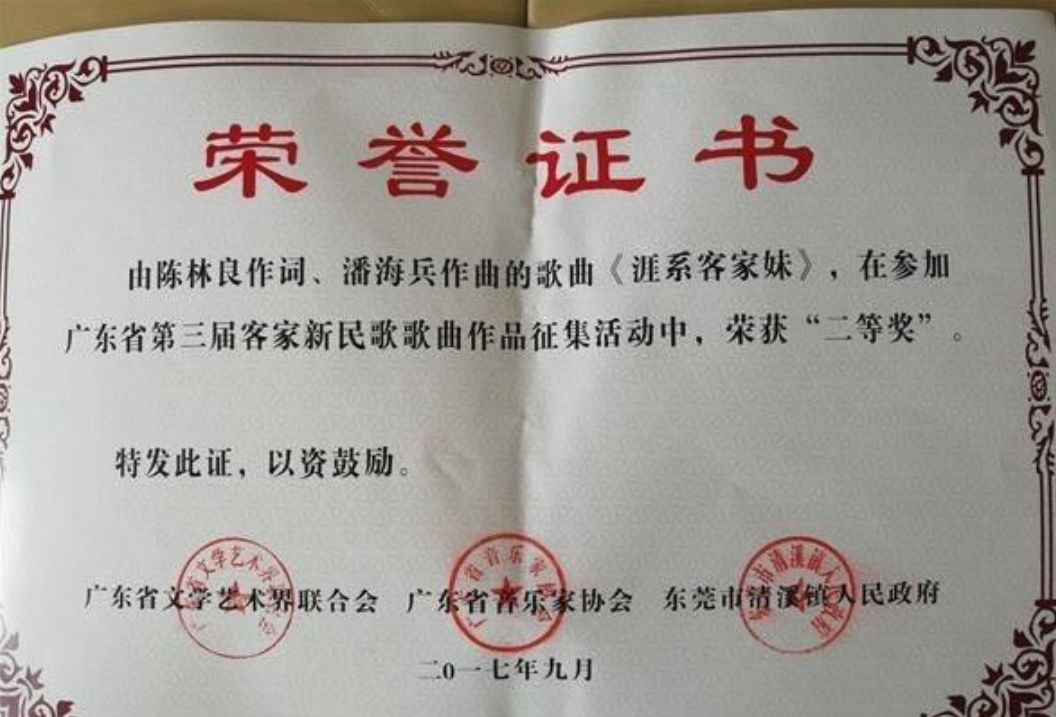 荣誉证书
由陈林良作词、潘海兵作曲的歌曲《涯系客家妹》，在参加
广东省第三届客家新民歌歌曲作品征集活动中，荣获“二等奖”。
特发此证，以资鼓励。
广东省文学艺术界联合会 广东省音乐家协会 东莞市清溪镇人民政府
二0一七年九月